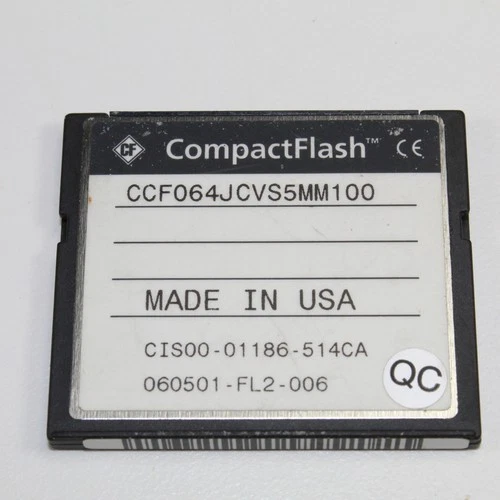 CF CompactFlash™ CE
CCF064JCVS5MM100
MADE IN USA
CIS00-01186-514CA
060501-FL2-006
QC